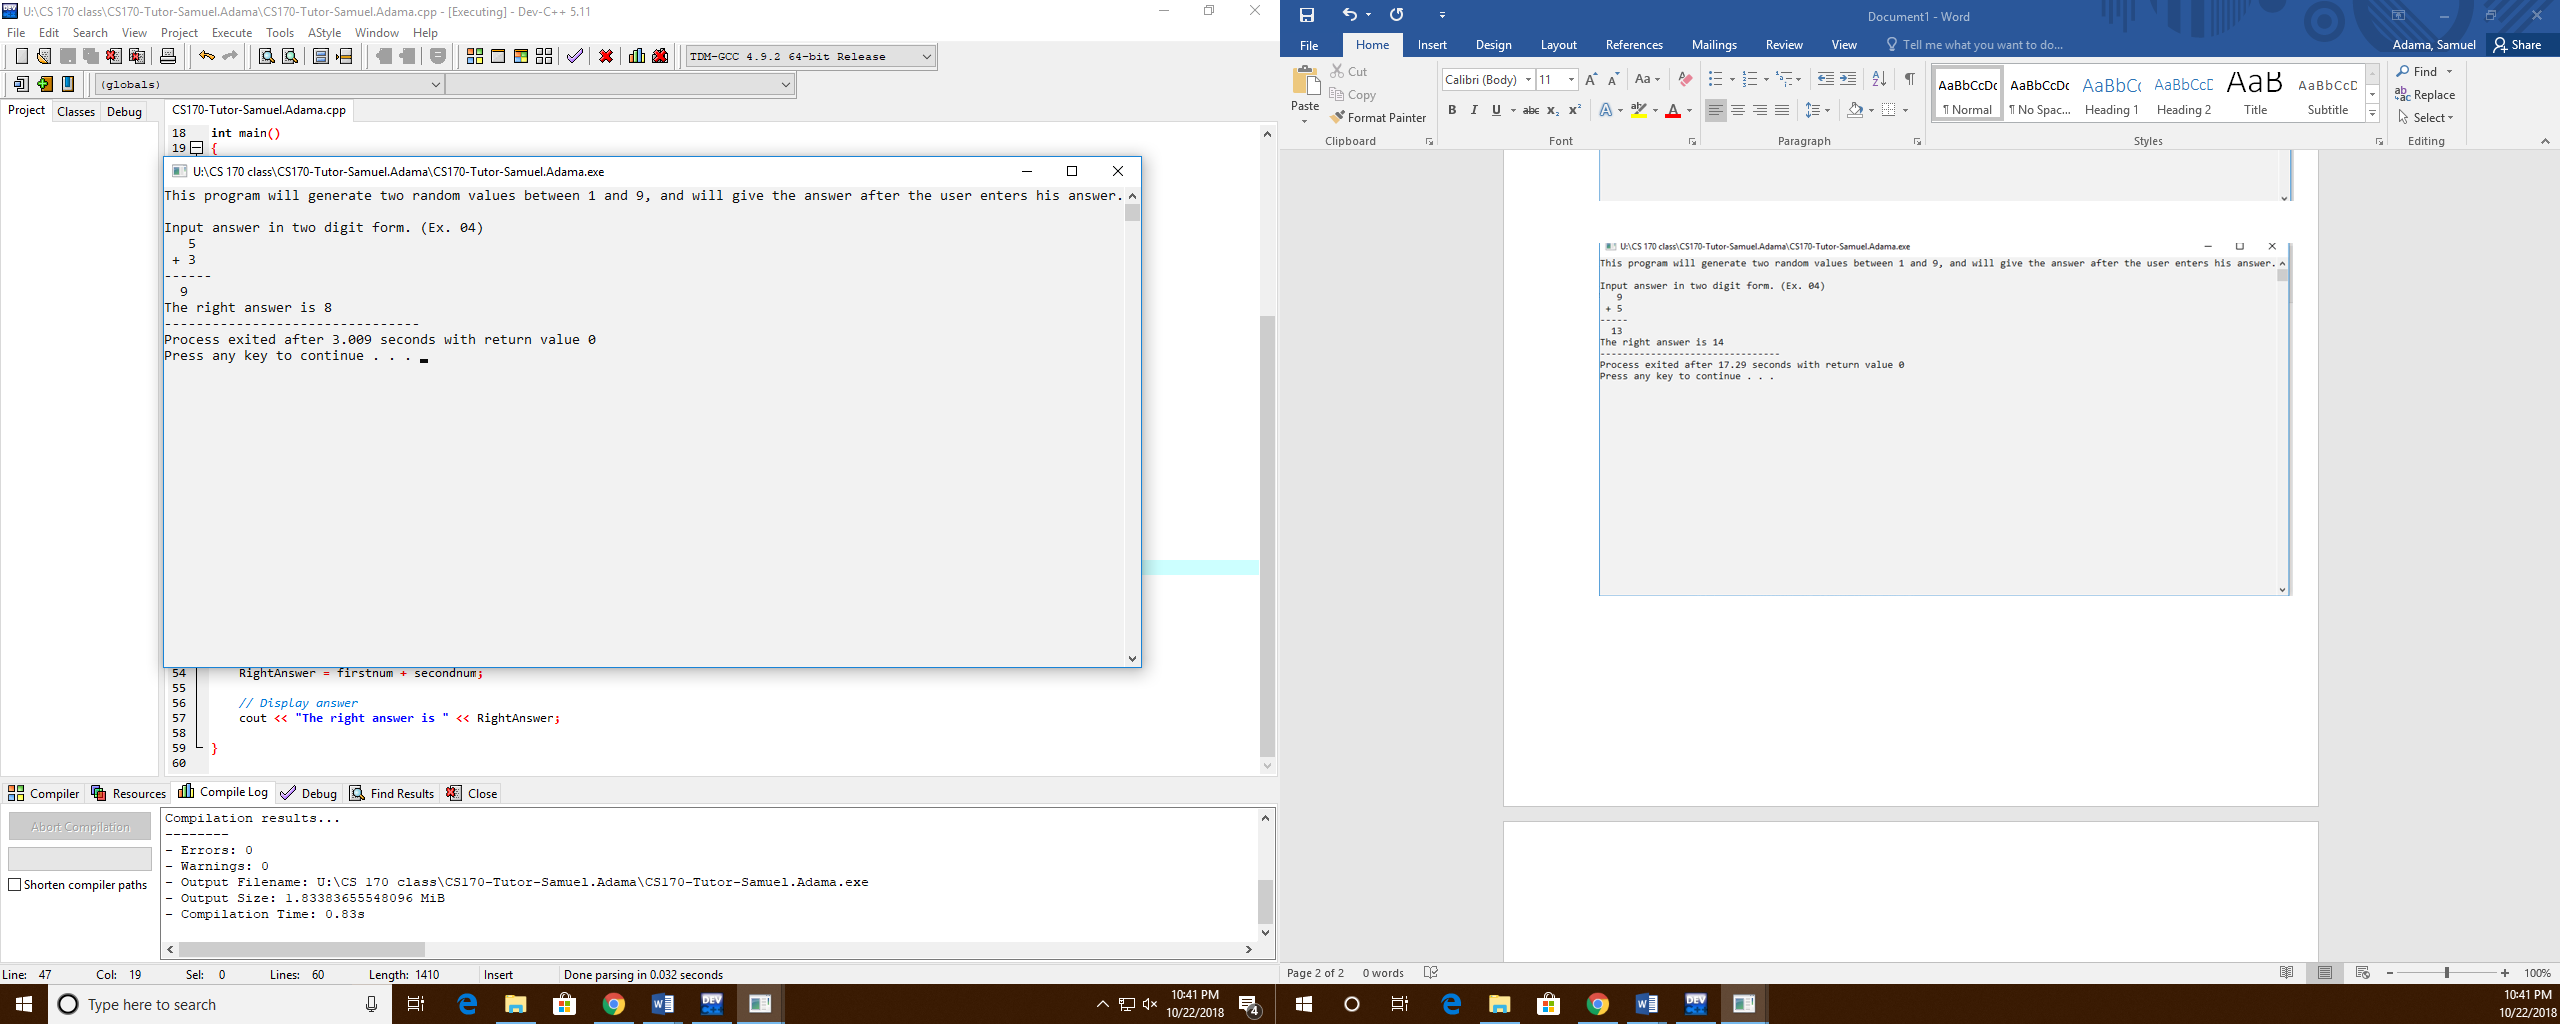 U:\CS 170 class\CS170-Tutor-Samuel.Adama\CS170-Tutor-Samuel.Adama.cpp - [Executing] - Dev-C++ 5.11
File Edit Search View Project Execute Tools AStyle Window Help
TDM-GCC 4.9.2 64-bit Release
(globals)
Project Classes Debug
CS170-Tutor-Samuel.Adama.cpp
18 int main()
19 {
U:\CS 170 class\CS170-Tutor-Samuel.Adama\CS170-Tutor-Samuel.Adama.exe
This program will generate two random values between 1 and 9, and will give the answer after the user enters his answer.
Input answer in two digit form. (Ex. 04)
5
+ 3
------
9
The right answer is 8
--------------------------------
Process exited after 3.009 seconds with return value 0
Press any key to continue . . .
54 RightAnswer = firstnum + secondnum;
55
56 // Display answer
57 cout << "The right answer is " << RightAnswer;
58
59 }
60
Compiler Resources Compile Log Debug Find Results Close
Abort Compilation
Shorten compiler paths
Compilation results...
--------
- Errors: 0
- Warnings: 0
- Output Filename: U:\CS 170 class\CS170-Tutor-Samuel.Adama\CS170-Tutor-Samuel.Adama.exe
- Output Size: 1.83383655548096 MiB
- Compilation Time: 0.83s
Line: 47 Col: 19 Sel: 0 Lines: 60 Length: 1410 Insert Done parsing in 0.032 seconds
Type here to search
DEV
10:41 PM
10/22/2018
4
Document1 - Word
File Home Insert Design Layout References Mailings Review View Tell me what you want to do... Adama, Samuel Share
Paste
Cut
Copy
Format Painter
Clipboard
Calibri (Body) 11
Aa
B I U abc x₂ x²
Font
Paragraph
AaBbCcDc AaBbCcDc AaBbCc AaBbCcC AaB AaBbCcC
¶ Normal ¶ No Spac... Heading 1 Heading 2 Title Subtitle
Styles
Find
Replace
Select
Editing
U:\CS 170 class\CS170-Tutor-Samuel.Adama\CS170-Tutor-Samuel.Adama.exe
This program will generate two random values between 1 and 9, and will give the answer after the user enters his answer.
Input answer in two digit form. (Ex. 04)
9
+ 5
-----
13
The right answer is 14
--------------------------------
Process exited after 17.29 seconds with return value 0
Press any key to continue . . .
Page 2 of 2 0 words
100%
DEV
10:41 PM
10/22/2018